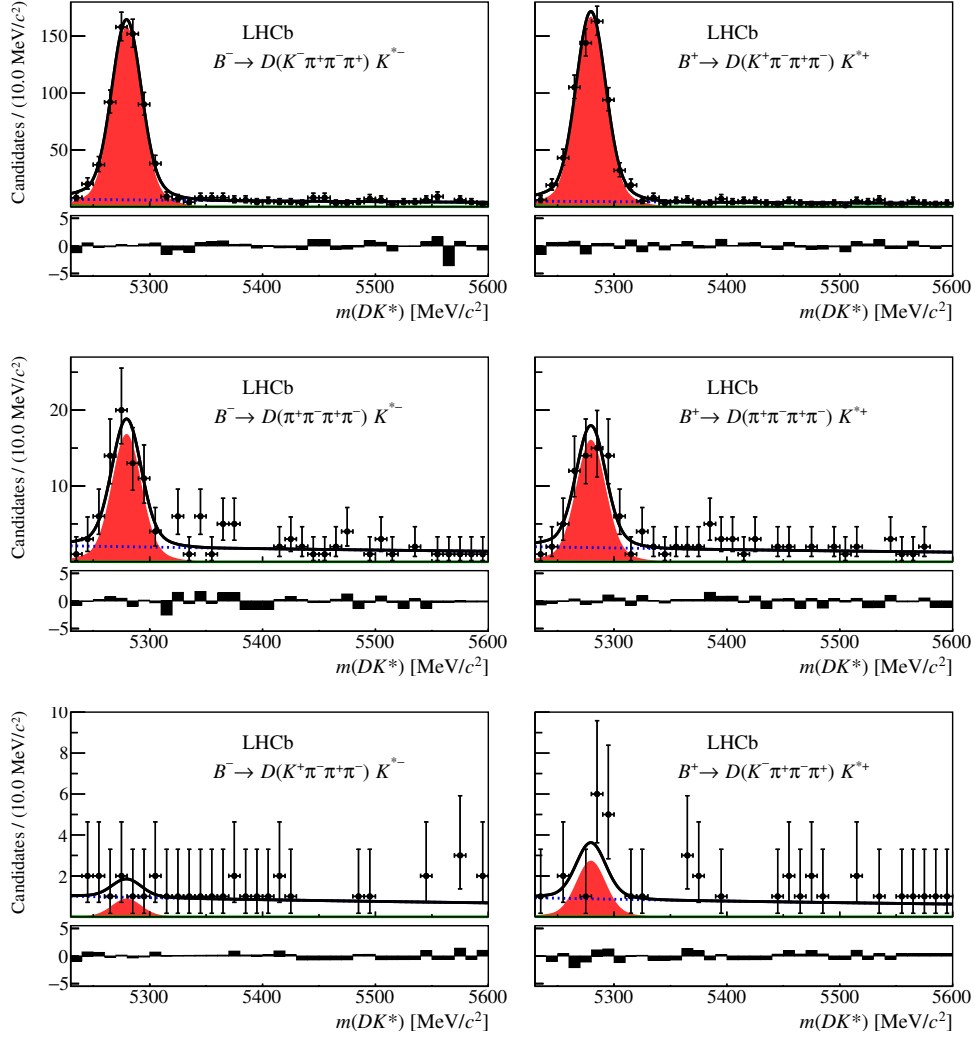 Candidates / (10.0 MeV/c²)
150
100
50
LHCb
B⁻→ D(K⁻π⁺π⁻π⁺) K*⁻
5
0
−5
5300 5400 5500 5600
m(DK*) [MeV/c²]
LHCb
B⁺→ D(K⁺π⁻π⁺π⁻) K*⁺
5300 5400 5500 5600
m(DK*) [MeV/c²]
Candidates / (10.0 MeV/c²)
20
10
LHCb
B⁻→ D(π⁺π⁻π⁺π⁻) K*⁻
5
0
−5
5300 5400 5500 5600
m(DK*) [MeV/c²]
LHCb
B⁺→ D(π⁺π⁻π⁺π⁻) K*⁺
5300 5400 5500 5600
m(DK*) [MeV/c²]
Candidates / (10.0 MeV/c²)
10
8
6
4
2
LHCb
B⁻→ D(K⁺π⁻π⁺π⁻) K*⁻
5
0
−5
5300 5400 5500 5600
m(DK*) [MeV/c²]
LHCb
B⁺→ D(K⁻π⁺π⁻π⁺) K*⁺
5300 5400 5500 5600
m(DK*) [MeV/c²]